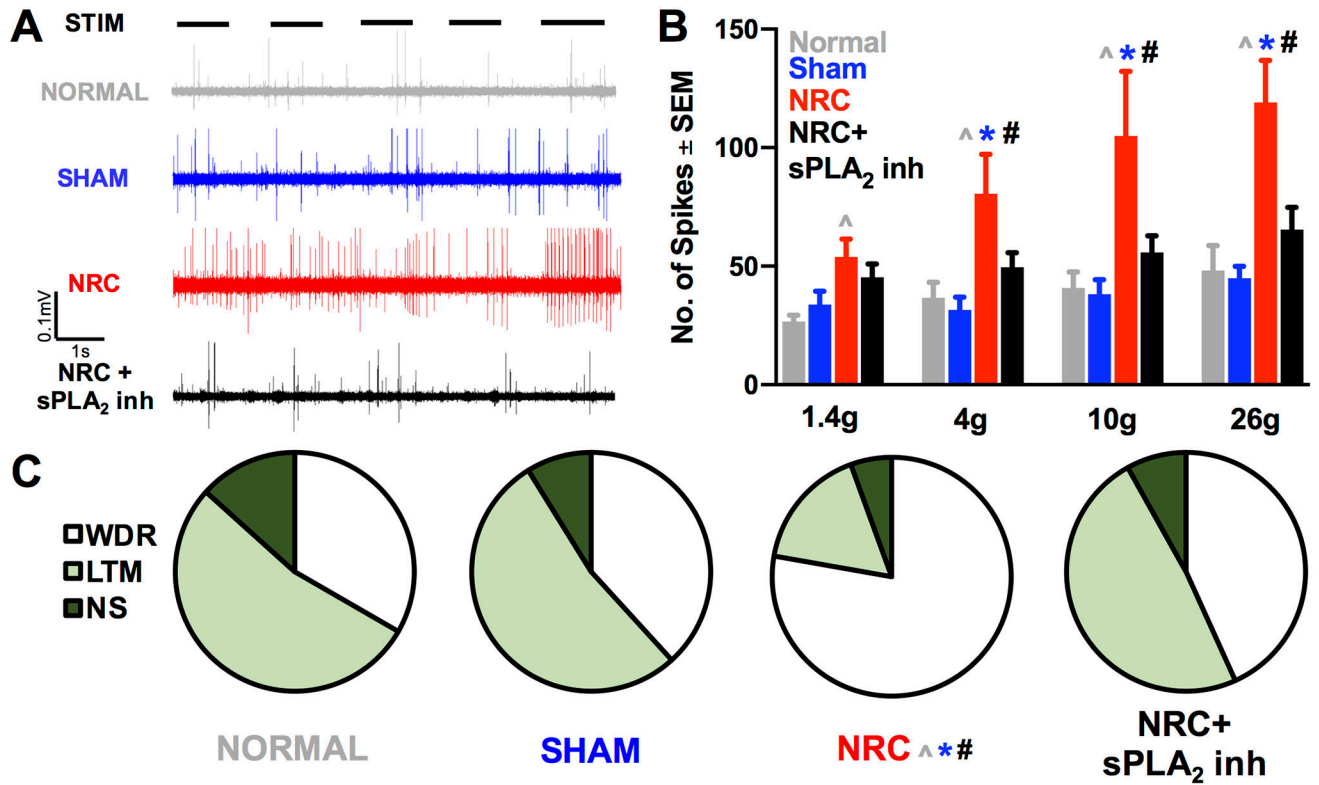 A
STIM
NORMAL
SHAM
NRC
0.1mV
1s
NRC +
sPLA₂ inh
B
No. of Spikes ± SEM
150
100
50
0
Normal
Sham
NRC
NRC+
sPLA₂ inh
^
^ * #
^ * #
^ * #
1.4g
4g
10g
26g
C
WDR
LTM
NS
NORMAL
SHAM
NRC ^ * #
NRC+
sPLA₂ inh